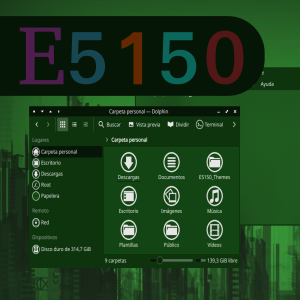 E5150
Ayude
Carpeta personal — Dolphin
Buscar Vista previa Dividir Terminal
Lugares
Carpeta personal
Carpeta personal
Escritorio
Descargas
Root
Papelera
Remoto
Red
Dispositivos
Disco duro de 314,7 GiB
Descargas Documentos E5150_Themes
Escritorio Imágenes Música
Plantillas Público Vídeos
9 carpetas 139,3 GiB libre